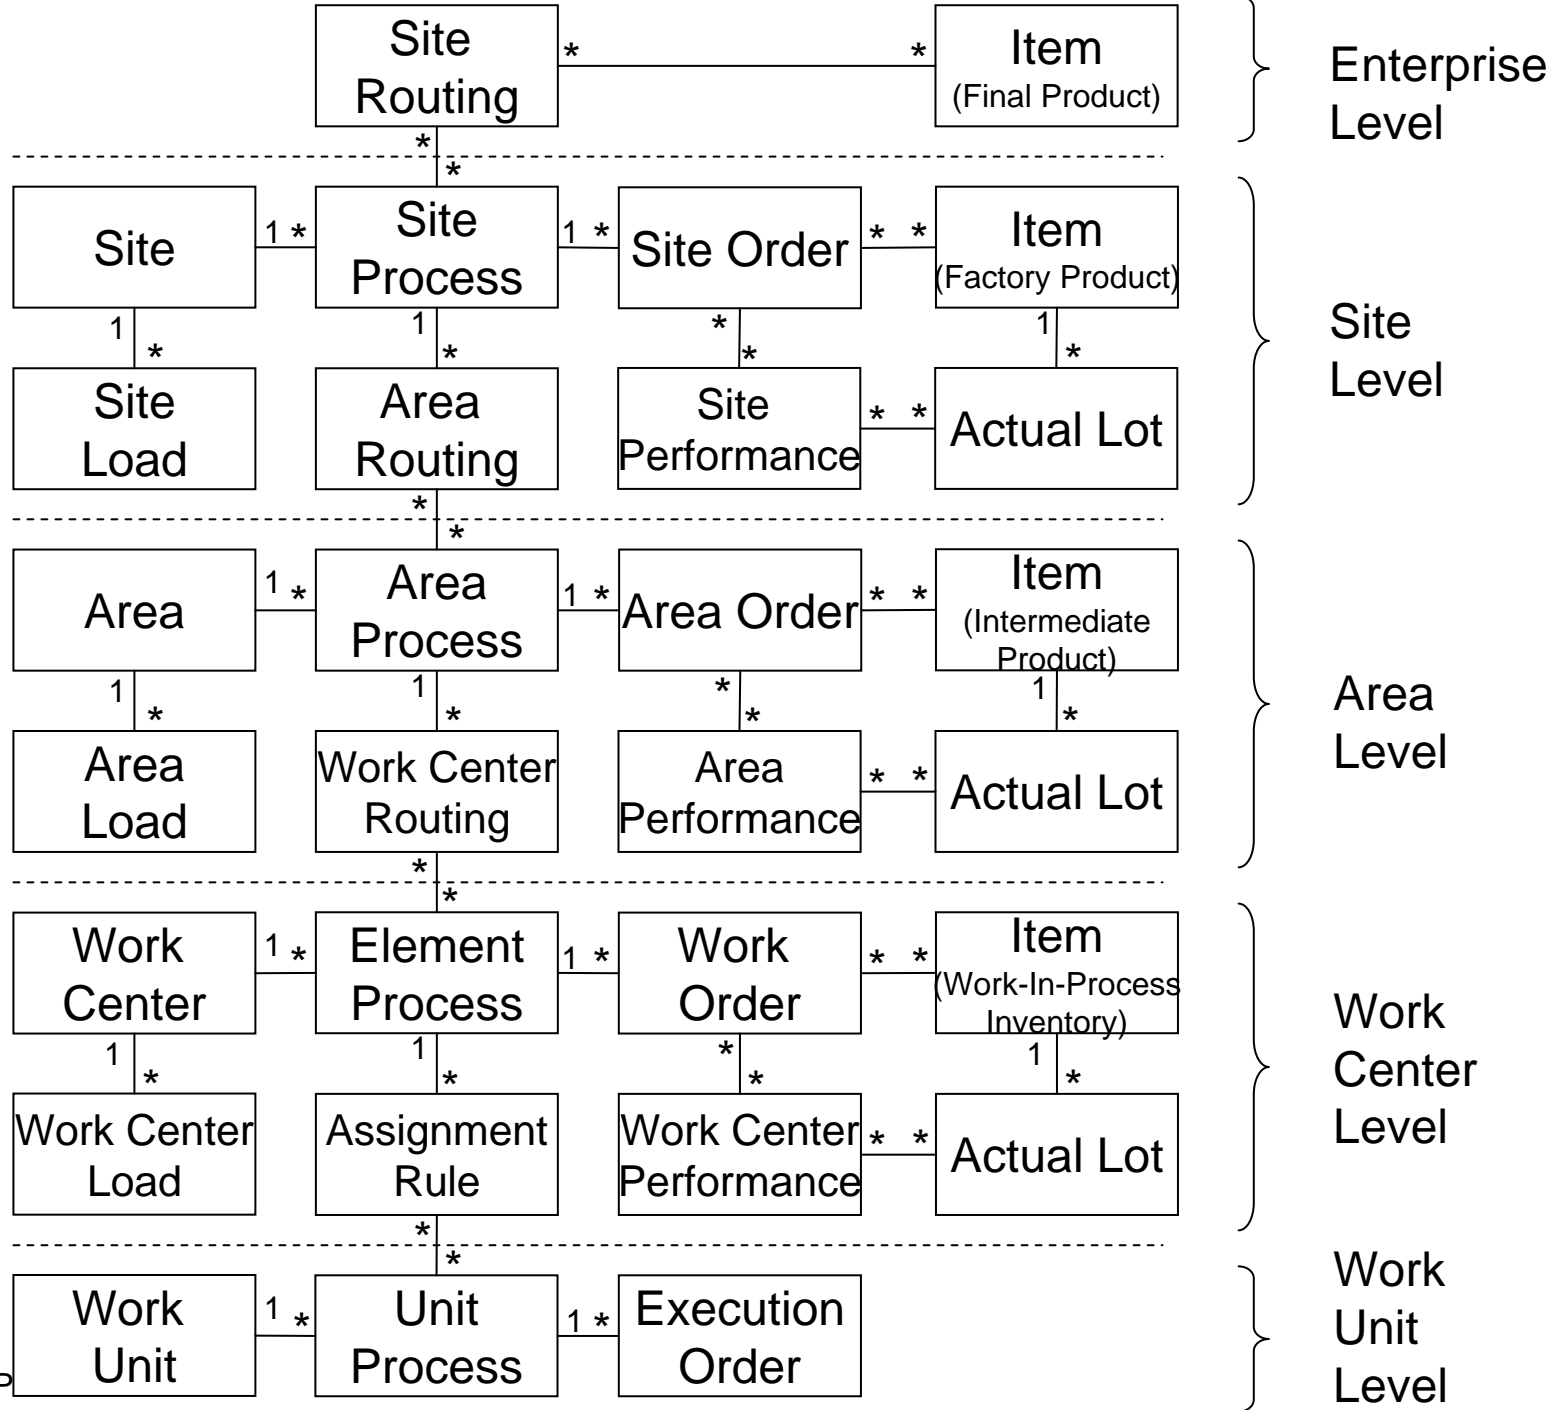 Site
Routing
*
*
Item
(Final Product)
Enterprise
Level
*
*
Site
1
*
Site
Process
1
*
Site Order
*
*
Item
(Factory Product)
1
*
1
*
*
*
1
*
Site
Level
Site
Load
Area
Routing
Site
Performance
*
*
Actual Lot
*
*
Area
1
*
Area
Process
1
*
Area Order
*
*
Item
(Intermediate
Product)
1
*
1
*
*
*
1
*
Area
Level
Area
Load
Work Center
Routing
Area
Performance
*
*
Actual Lot
*
*
Work
Center
1
*
Element
Process
1
*
Work
Order
*
*
Item
(Work-In-Process
Inventory)
1
*
1
*
*
*
1
*
Work
Center
Level
Work Center
Load
Assignment
Rule
Work Center
Performance
*
*
Actual Lot
*
*
Work
Unit
1
*
Unit
Process
1
*
Execution
Order
Work
Unit
Level